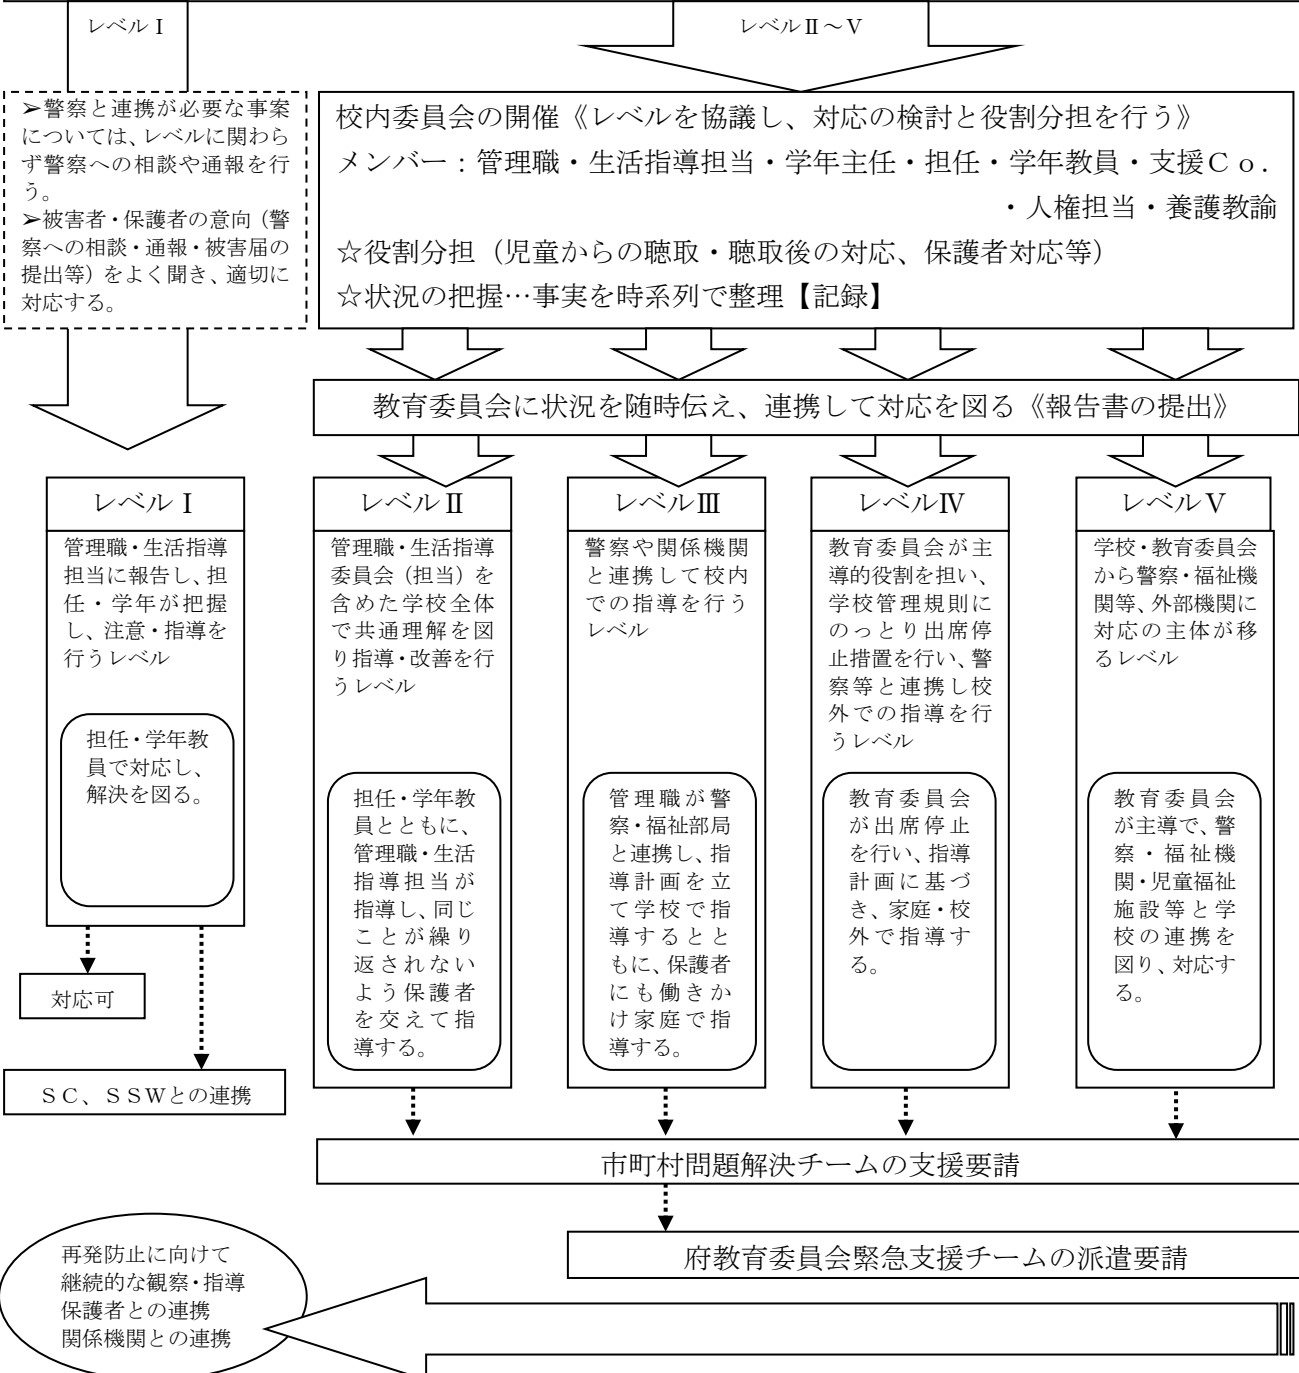 レベルⅠ
レベルⅡ～Ⅴ
➢警察と連携が必要な事案
については、レベルに関わら
ず警察への相談や通報を行
う。
➢被害者・保護者の意向（警
察への相談・通報・被害届の
提出等）をよく聞き、適切に
対応する。
校内委員会の開催《レベルを協議し、対応の検討と役割分担を行う》
メンバー：管理職・生活指導担当・学年主任・担任・学年教員・支援Ｃｏ．
・人権担当・養護教諭
☆役割分担（児童からの聴取・聴取後の対応、保護者対応等）
☆状況の把握…事実を時系列で整理【記録】
教育委員会に状況を随時伝え、連携して対応を図る《報告書の提出》
レベルⅠ
管理職・生活指導
担当に報告し、担
任・学年が把握
し、注意・指導を
行うレベル
担任・学年教
員で対応し、
解決を図る。
対応可
ＳＣ、ＳＳＷとの連携
レベルⅡ
管理職・生活指導
委員会（担当）を
含めた学校全体
で共通理解を図
り指導・改善を行
うレベル
担任・学年教
員とともに、
管理職・生活
指導担当が
指導し、同じ
ことが繰り
返されない
よう保護者
を交えて指
導する。
レベルⅢ
警察や関係機関
と連携して校内
での指導を行う
レベル
管理職が警
察・福祉部局
と連携し、指
導計画を立
て学校で指
導するとと
もに、保護者
にも働きか
け家庭で指
導する。
レベルⅣ
教育委員会が主
導的役割を担い、
学校管理規則に
のっとり出席停
止措置を行い、警
察等と連携し校
外での指導を行
うレベル
教育委員会
が出席停止
を行い、指導
計画に基づ
き、家庭・校
外で指導す
る。
レベルⅤ
学校・教育委員会
から警察・福祉機
関等、外部機関に
対応の主体が移
るレベル
教育委員会
が主導で、警
察・福祉機
関・児童福祉
施設等と学
校の連携を
図り、対応す
る。
市町村問題解決チームの支援要請
府教育委員会緊急支援チームの派遣要請
再発防止に向けて
継続的な観察・指導
保護者との連携
関係機関との連携